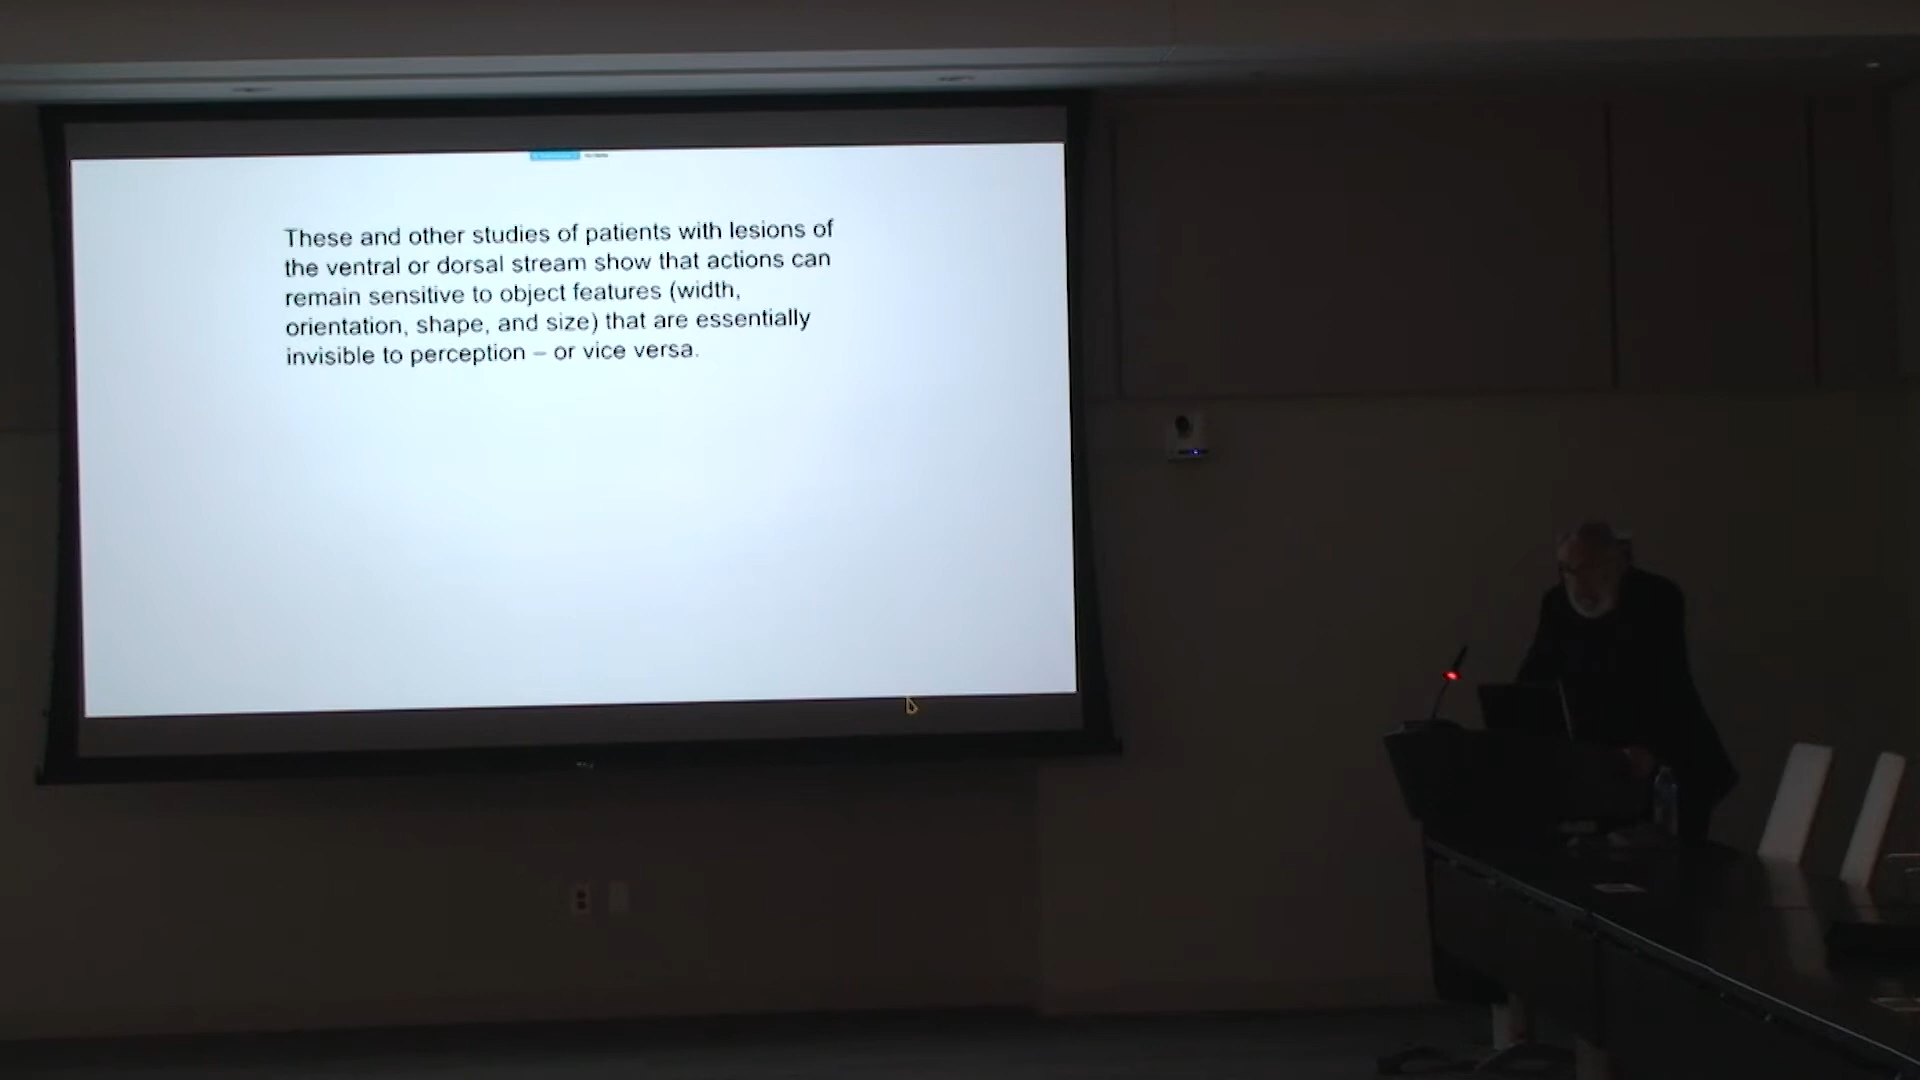 These and other studies of patients with lesions of
the ventral or dorsal stream show that actions can
remain sensitive to object features (width,
orientation, shape, and size) that are essentially
invisible to perception – or vice versa.